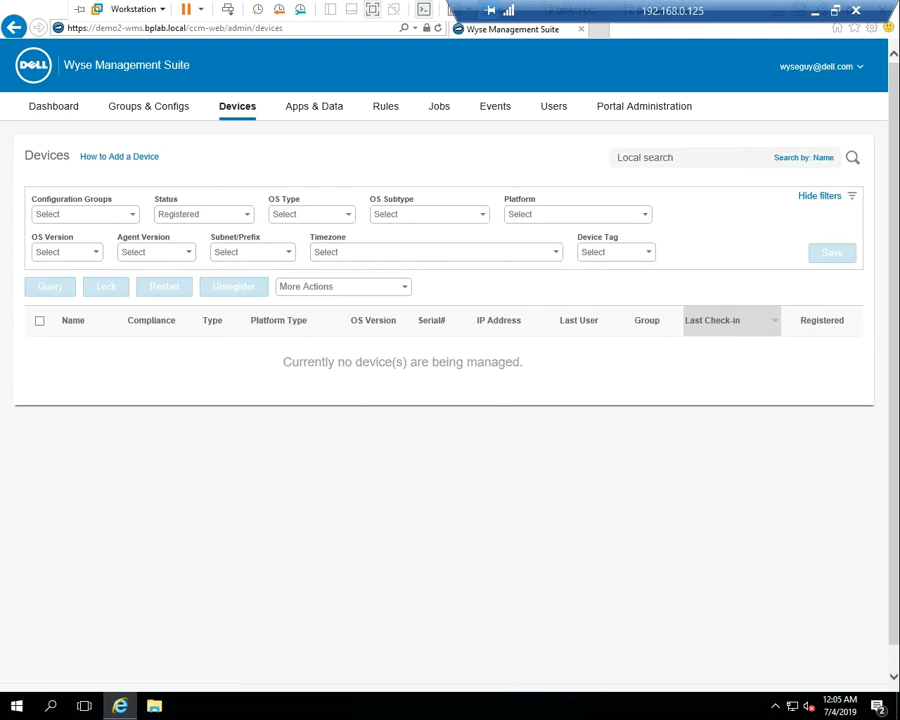 Workstation
192.168.0.125
https://demo2-wms.bplab.local/ccm-web/admin/devices
Wyse Management Suite
DELL
Wyse Management Suite
wyseguy@dell.com
Dashboard Groups & Configs Devices Apps & Data Rules Jobs Events Users Portal Administration
Devices How to Add a Device
Local search Search by: Name
Hide filters
Configuration Groups Status OS Type OS Subtype Platform
Select Registered Select Select Select
OS Version Agent Version Subnet/Prefix Timezone Device Tag
Select Select Select Select Select Save
Query Lock Restart Unregister More Actions
Name Compliance Type Platform Type OS Version Serial# IP Address Last User Group Last Check-in Registered
Currently no device(s) are being managed.
12:05 AM
7/4/2019
2